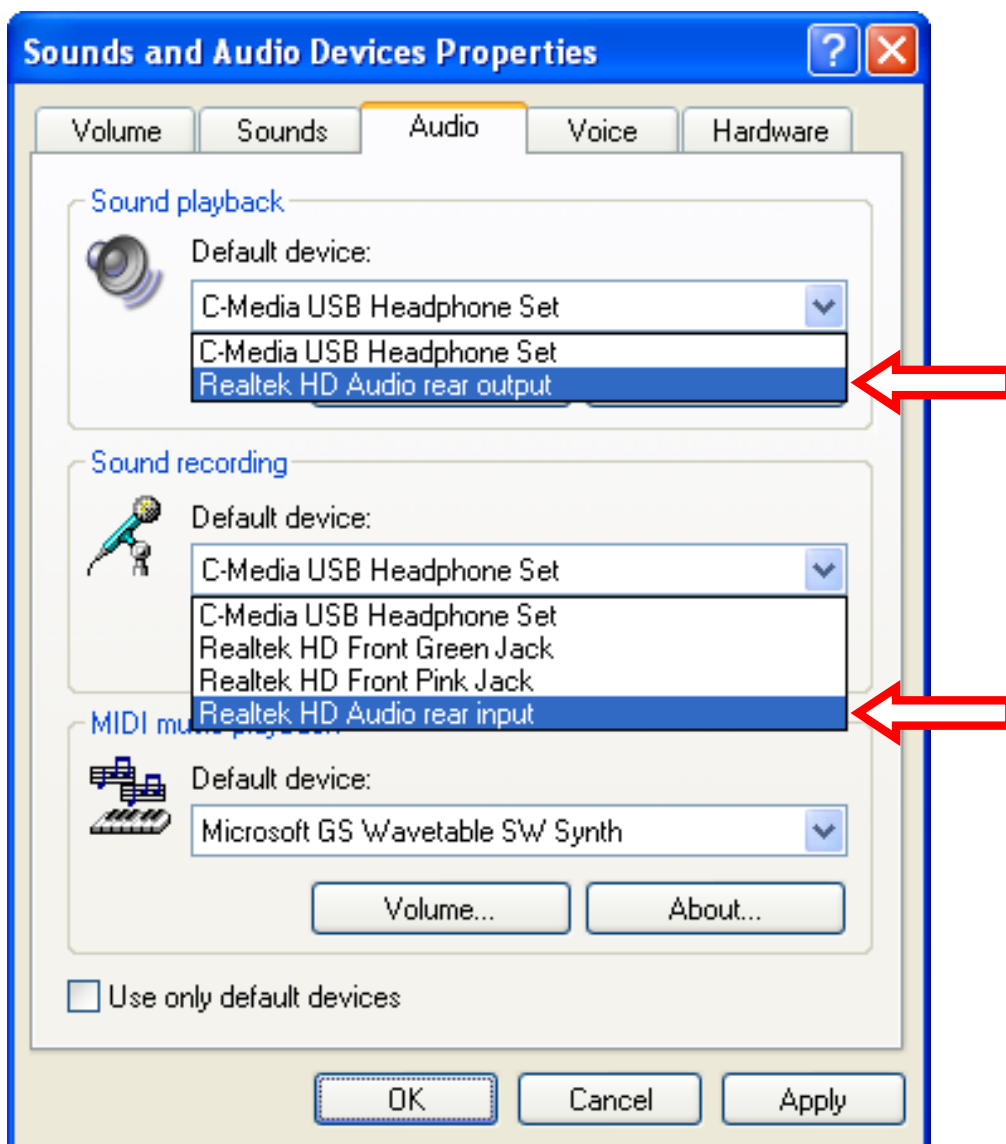 Sounds and Audio Devices Properties
?
Volume Sounds Audio Voice Hardware
Sound playback
Default device:
C-Media USB Headphone Set
C-Media USB Headphone Set
Realtek HD Audio rear output
Sound recording
Default device:
C-Media USB Headphone Set
C-Media USB Headphone Set
Realtek HD Front Green Jack
Realtek HD Front Pink Jack
Realtek HD Audio rear input
MIDI music playback
Default device:
Microsoft GS Wavetable SW Synth
Volume... About...
Use only default devices
OK Cancel Apply